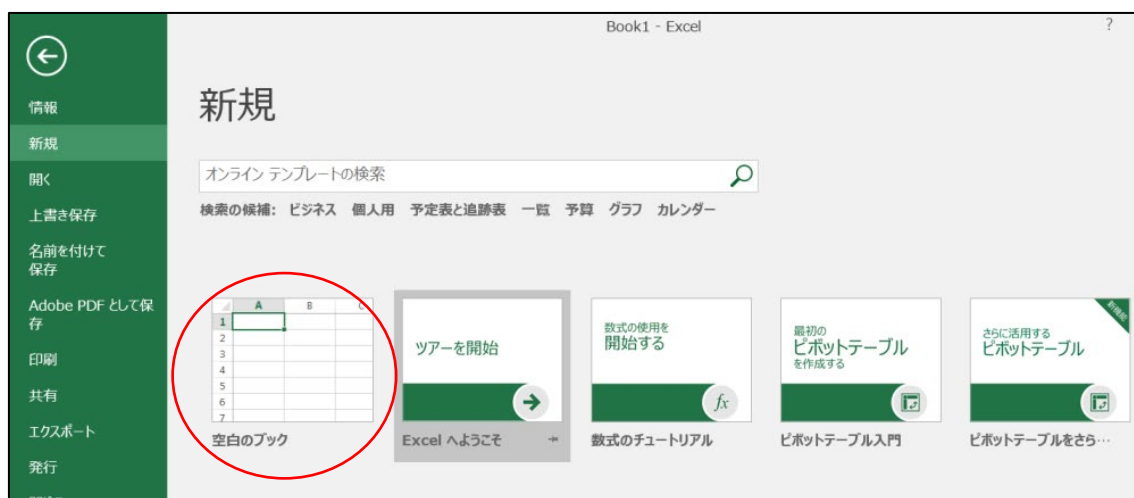 Book1 - Excel
?
情報
新規
開く
上書き保存
名前を付けて
保存
Adobe PDF として保
存
印刷
共有
エクスポート
発行
新規
オンライン テンプレートの検索
検索の候補: ビジネス 個人用 予定表と追跡表 一覧 予算 グラフ カレンダー
A B C
1
2
3
4
5
6
7
空白のブック
ツアーを開始
Excel へようこそ
数式の使用を
開始する
fx
数式のチュートリアル
最初の
ピボットテーブル
を作成する
ピボットテーブル入門
新機能
さらに活用する
ピボットテーブル
ピボットテーブルをさら…